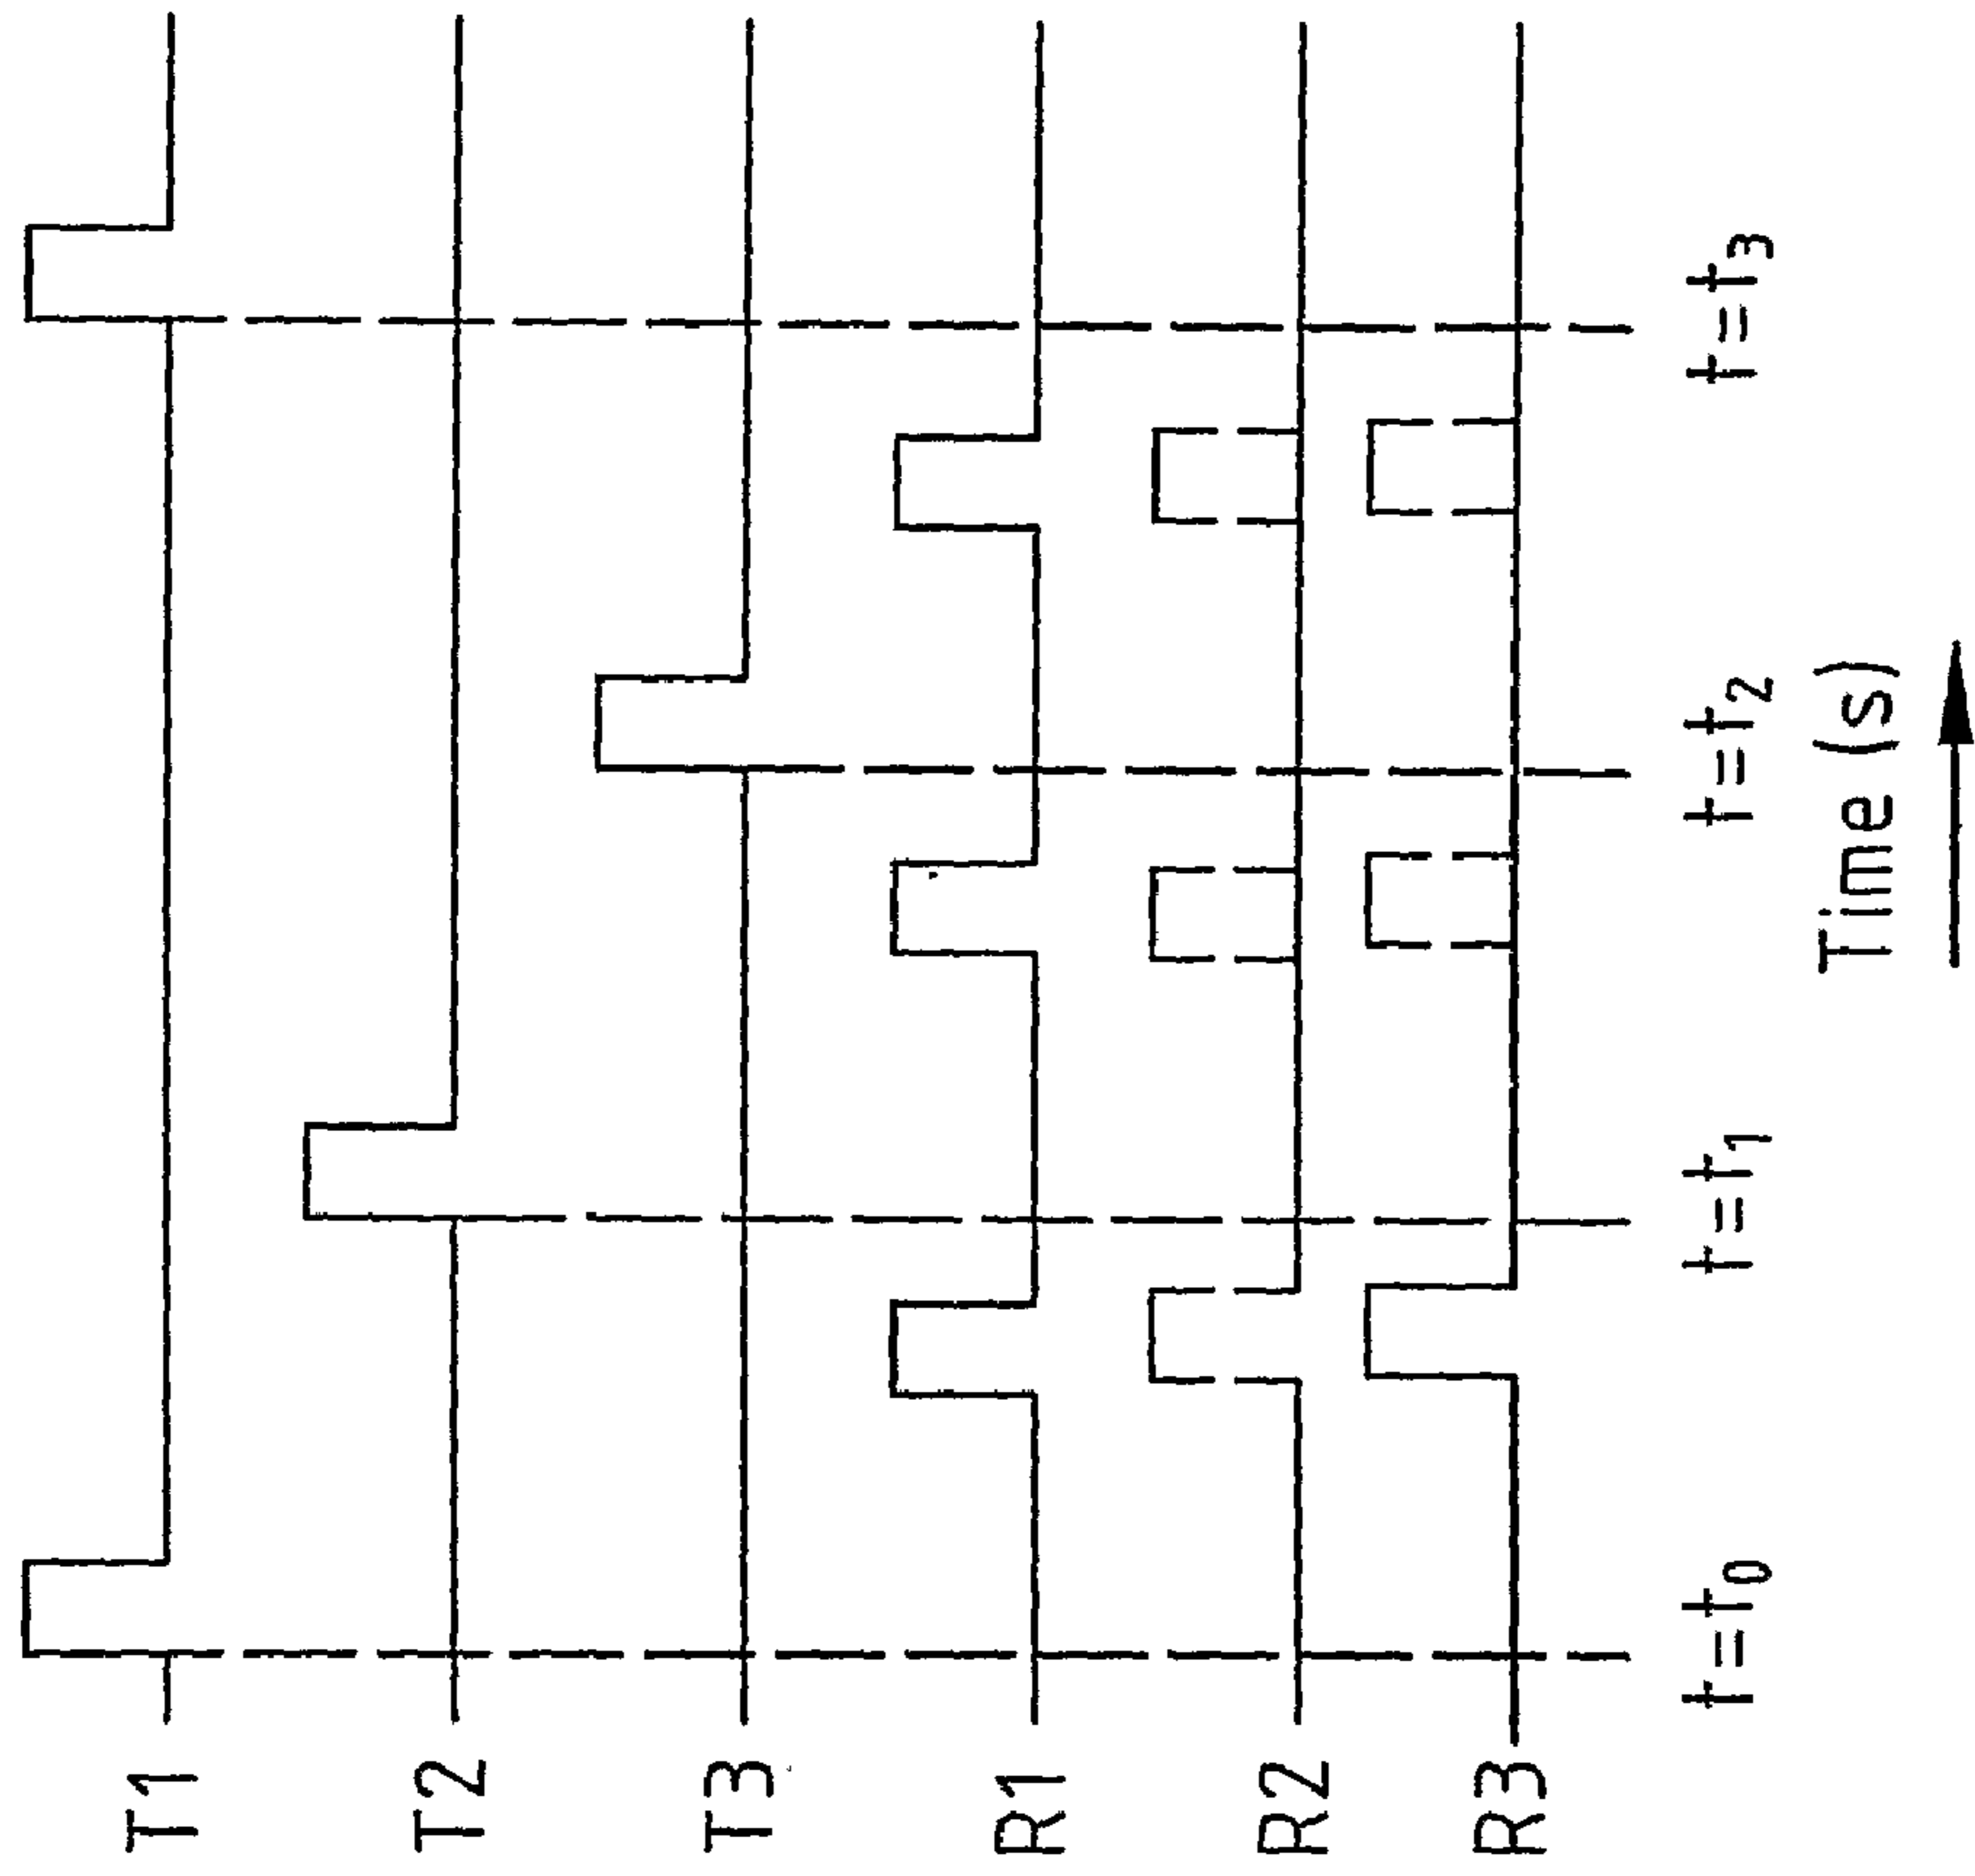 T1
T2
T3
R1
R2
R3
t=t₀ t=t₁ t=t₂ t=t₃
Time (s)